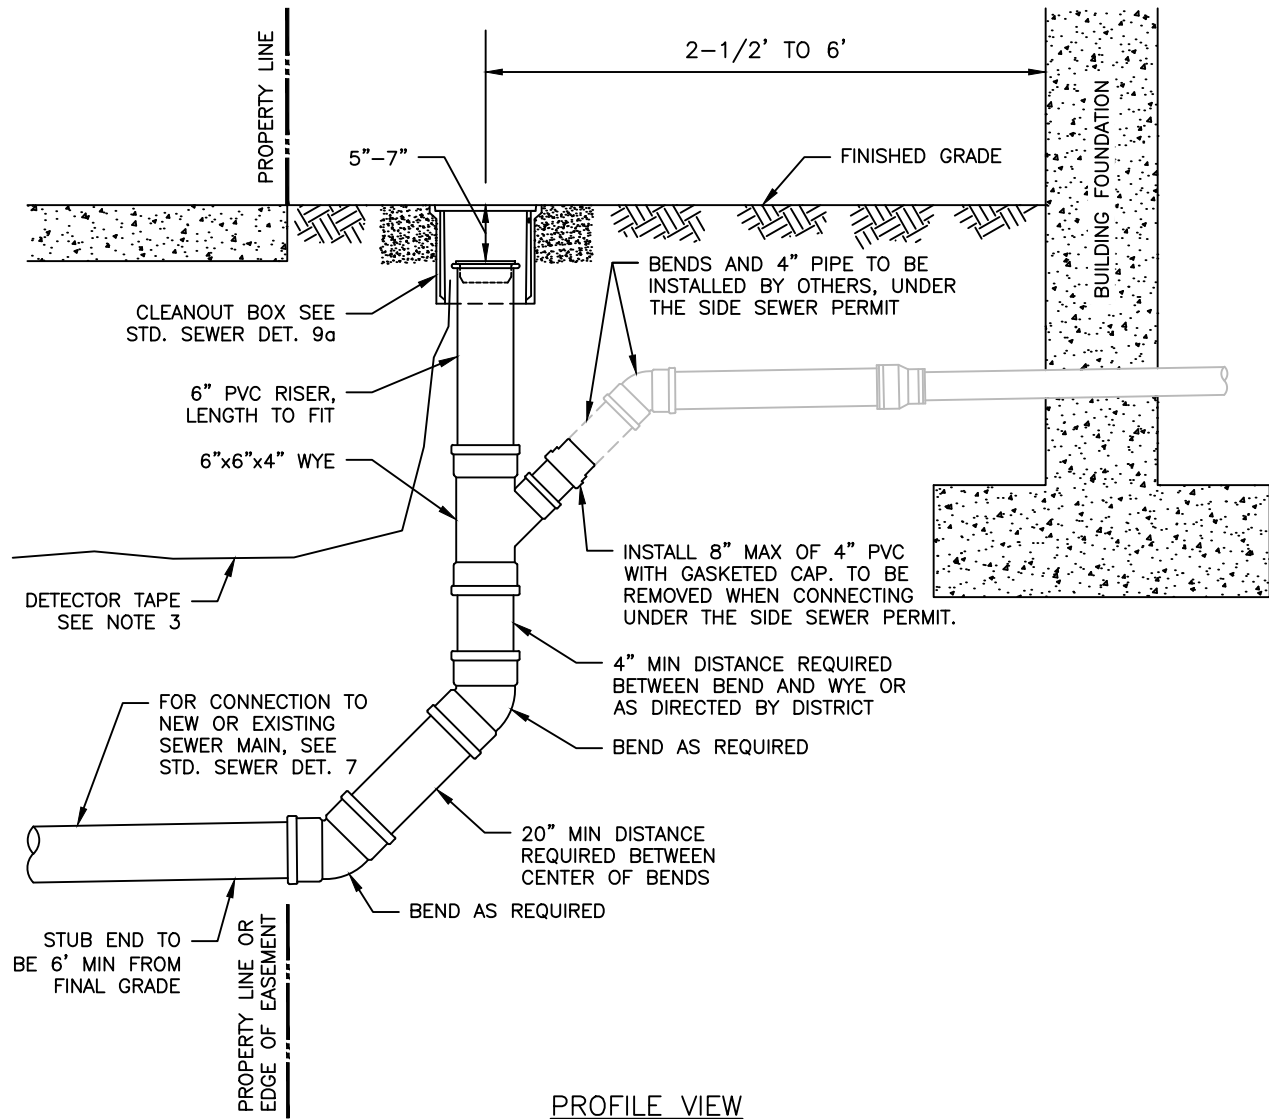 PROPERTY LINE
2-1/2' TO 6'
5"-7"
FINISHED GRADE
BUILDING FOUNDATION
CLEANOUT BOX SEE
STD. SEWER DET. 9a
BENDS AND 4" PIPE TO BE
INSTALLED BY OTHERS, UNDER
THE SIDE SEWER PERMIT
6" PVC RISER,
LENGTH TO FIT
6"x6"x4" WYE
INSTALL 8" MAX OF 4" PVC
WITH GASKETED CAP. TO BE
REMOVED WHEN CONNECTING
UNDER THE SIDE SEWER PERMIT.
DETECTOR TAPE
SEE NOTE 3
4" MIN DISTANCE REQUIRED
BETWEEN BEND AND WYE OR
AS DIRECTED BY DISTRICT
FOR CONNECTION TO
NEW OR EXISTING
SEWER MAIN, SEE
STD. SEWER DET. 7
BEND AS REQUIRED
20" MIN DISTANCE
REQUIRED BETWEEN
CENTER OF BENDS
BEND AS REQUIRED
STUB END TO
BE 6' MIN FROM
FINAL GRADE
PROPERTY LINE OR
EDGE OF EASEMENT
PROFILE VIEW